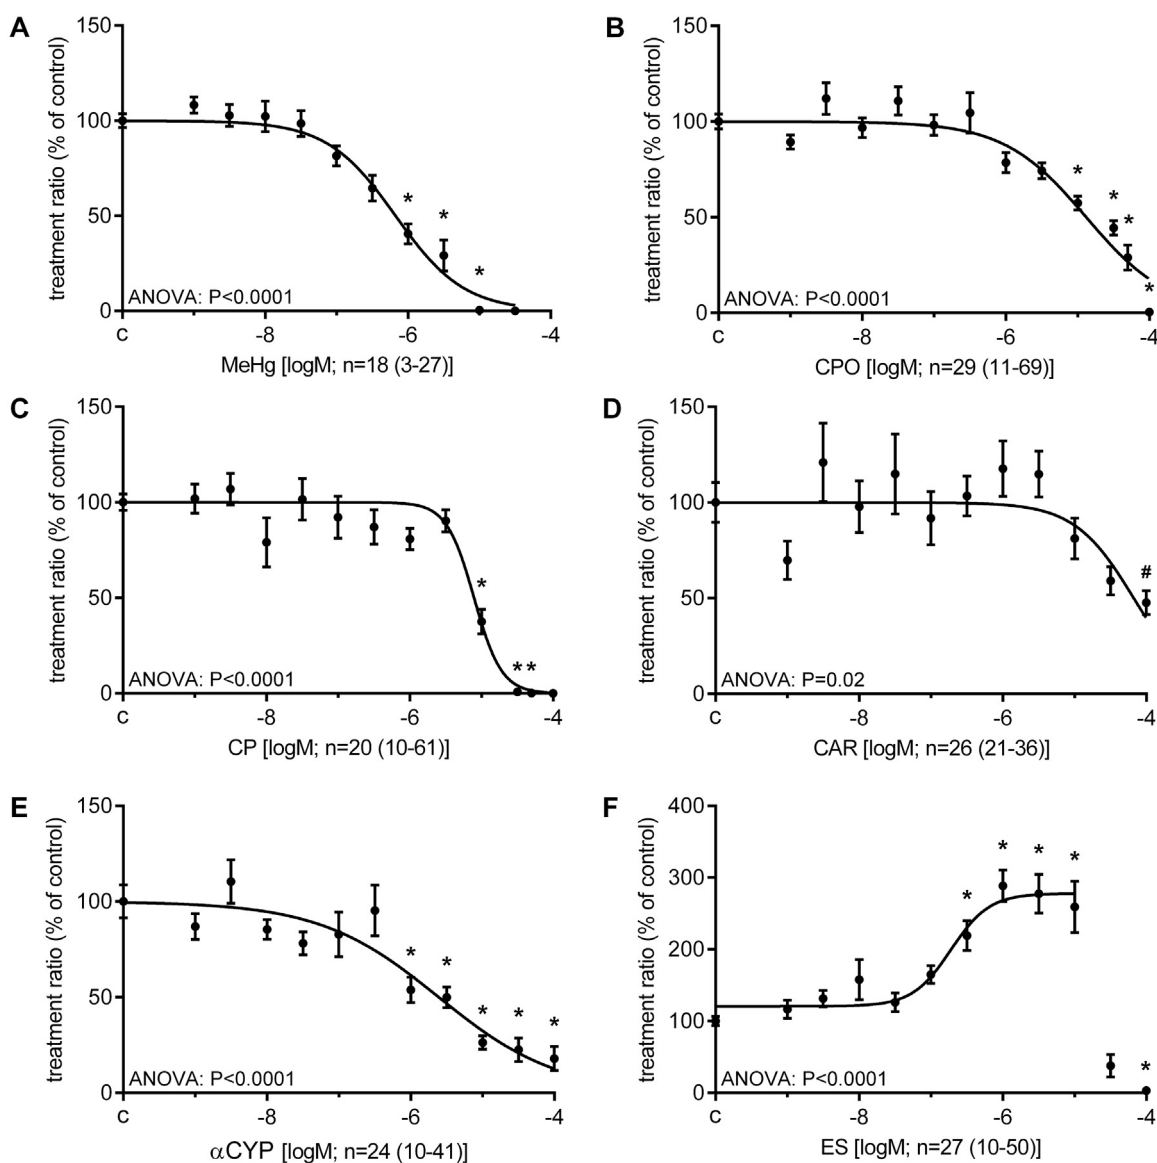 A
treatment ratio (% of control)
150
100
50
0
*
*
*
ANOVA: P<0.0001
c
-8
-6
-4
MeHg [logM; n=18 (3-27)]
B
treatment ratio (% of control)
150
100
50
0
*
*
*
*
ANOVA: P<0.0001
c
-8
-6
-4
CPO [logM; n=29 (11-69)]
C
treatment ratio (% of control)
150
100
50
0
*
**
ANOVA: P<0.0001
c
-8
-6
-4
CP [logM; n=20 (10-61)]
D
treatment ratio (% of control)
150
100
50
0
#
ANOVA: P=0.02
c
-8
-6
-4
CAR [logM; n=26 (21-36)]
E
treatment ratio (% of control)
150
100
50
0
*
*
*
*
*
ANOVA: P<0.0001
c
-8
-6
-4
αCYP [logM; n=24 (10-41)]
F
treatment ratio (% of control)
400
300
200
100
0
*
*
*
*
*
ANOVA: P<0.0001
c
-8
-6
-4
ES [logM; n=27 (10-50)]